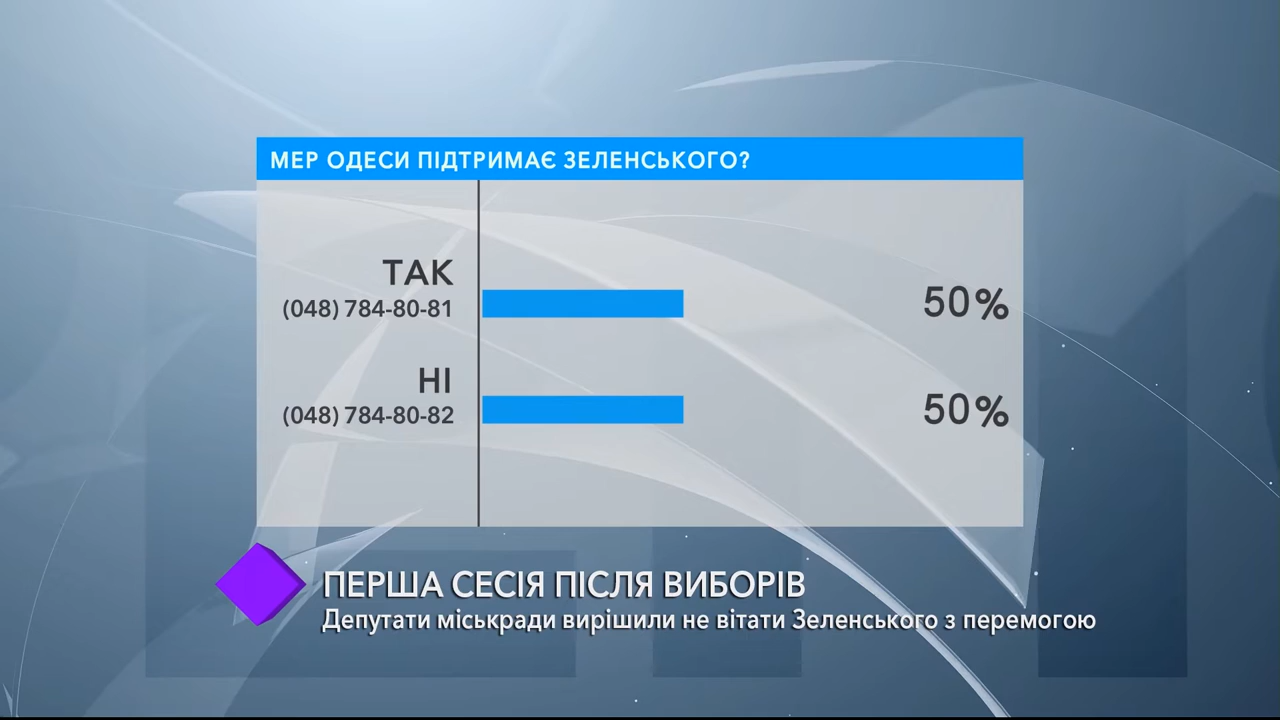 МЕР ОДЕСИ ПІДТРИМАЄ ЗЕЛЕНСЬКОГО?
ТАК
(048) 784-80-81
50%
НІ
(048) 784-80-82
50%
ПЕРША СЕСІЯ ПІСЛЯ ВИБОРІВ
Депутати міськради вирішили не вітати Зеленського з перемогою